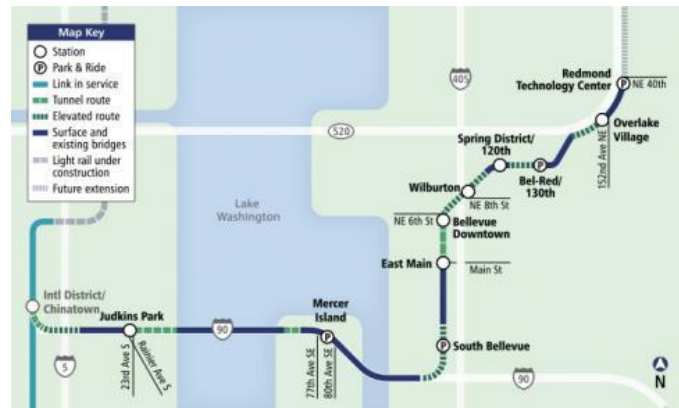 Map Key
Station
P Park & Ride
Link in service
Tunnel route
Elevated route
Surface and
existing bridges
Light rail under
construction
Future extension
405
Redmond
Technology Center
P
NE 40th
520
Overlake
Village
152nd Ave NE
Spring District/
120th
P
Bel-Red/
130th
Wilburton
NE 8th St
Lake
Washington
NE 6th St
Bellevue
Downtown
East Main
Main St
Intl District/
Chinatown
Judkins Park
23rd Ave S
Rainier Ave S
5
90
Mercer
Island
P
77th Ave SE
80th Ave SE
P
South Bellevue
90
N